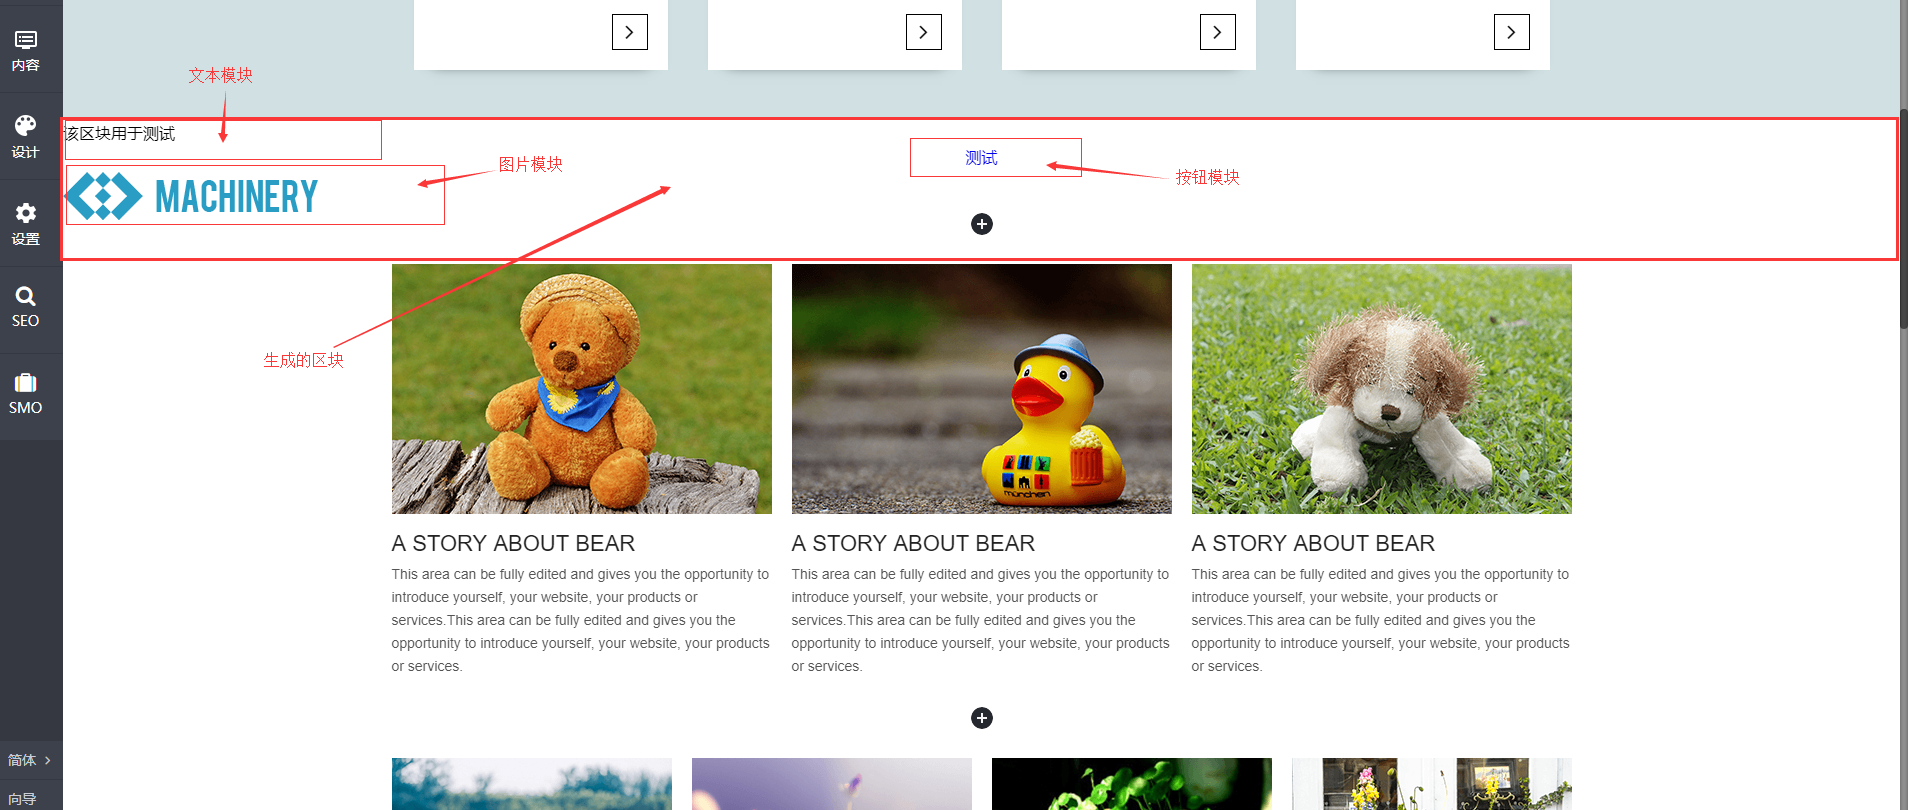 内容
设计
设置
SEO
SMO
简体
向导
文本模块
该区块用于测试
图片模块
MACHINERY
测试
按钮模块
生成的区块
münchen
A STORY ABOUT BEAR
This area can be fully edited and gives you the opportunity to
introduce yourself, your website, your products or
services.This area can be fully edited and gives you the
opportunity to introduce yourself, your website, your products
or services.
A STORY ABOUT BEAR
This area can be fully edited and gives you the opportunity to
introduce yourself, your website, your products or
services.This area can be fully edited and gives you the
opportunity to introduce yourself, your website, your products
or services.
A STORY ABOUT BEAR
This area can be fully edited and gives you the opportunity to
introduce yourself, your website, your products or
services.This area can be fully edited and gives you the
opportunity to introduce yourself, your website, your products
or services.